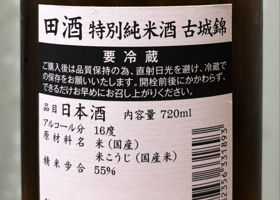 田酒 特別純米酒 古城錦
要冷蔵
ご購入後は品質保持の為、直射日光を避け、冷蔵で
の保存をお願いします。開栓前後にかかわらず、
できるだけお早めにお召し上がりください。
品目 日本酒 内容量 720ml
アルコール分 16度
原材料名 米(国産)
米こうじ(国産米)
精米歩合 55%
2356 331893